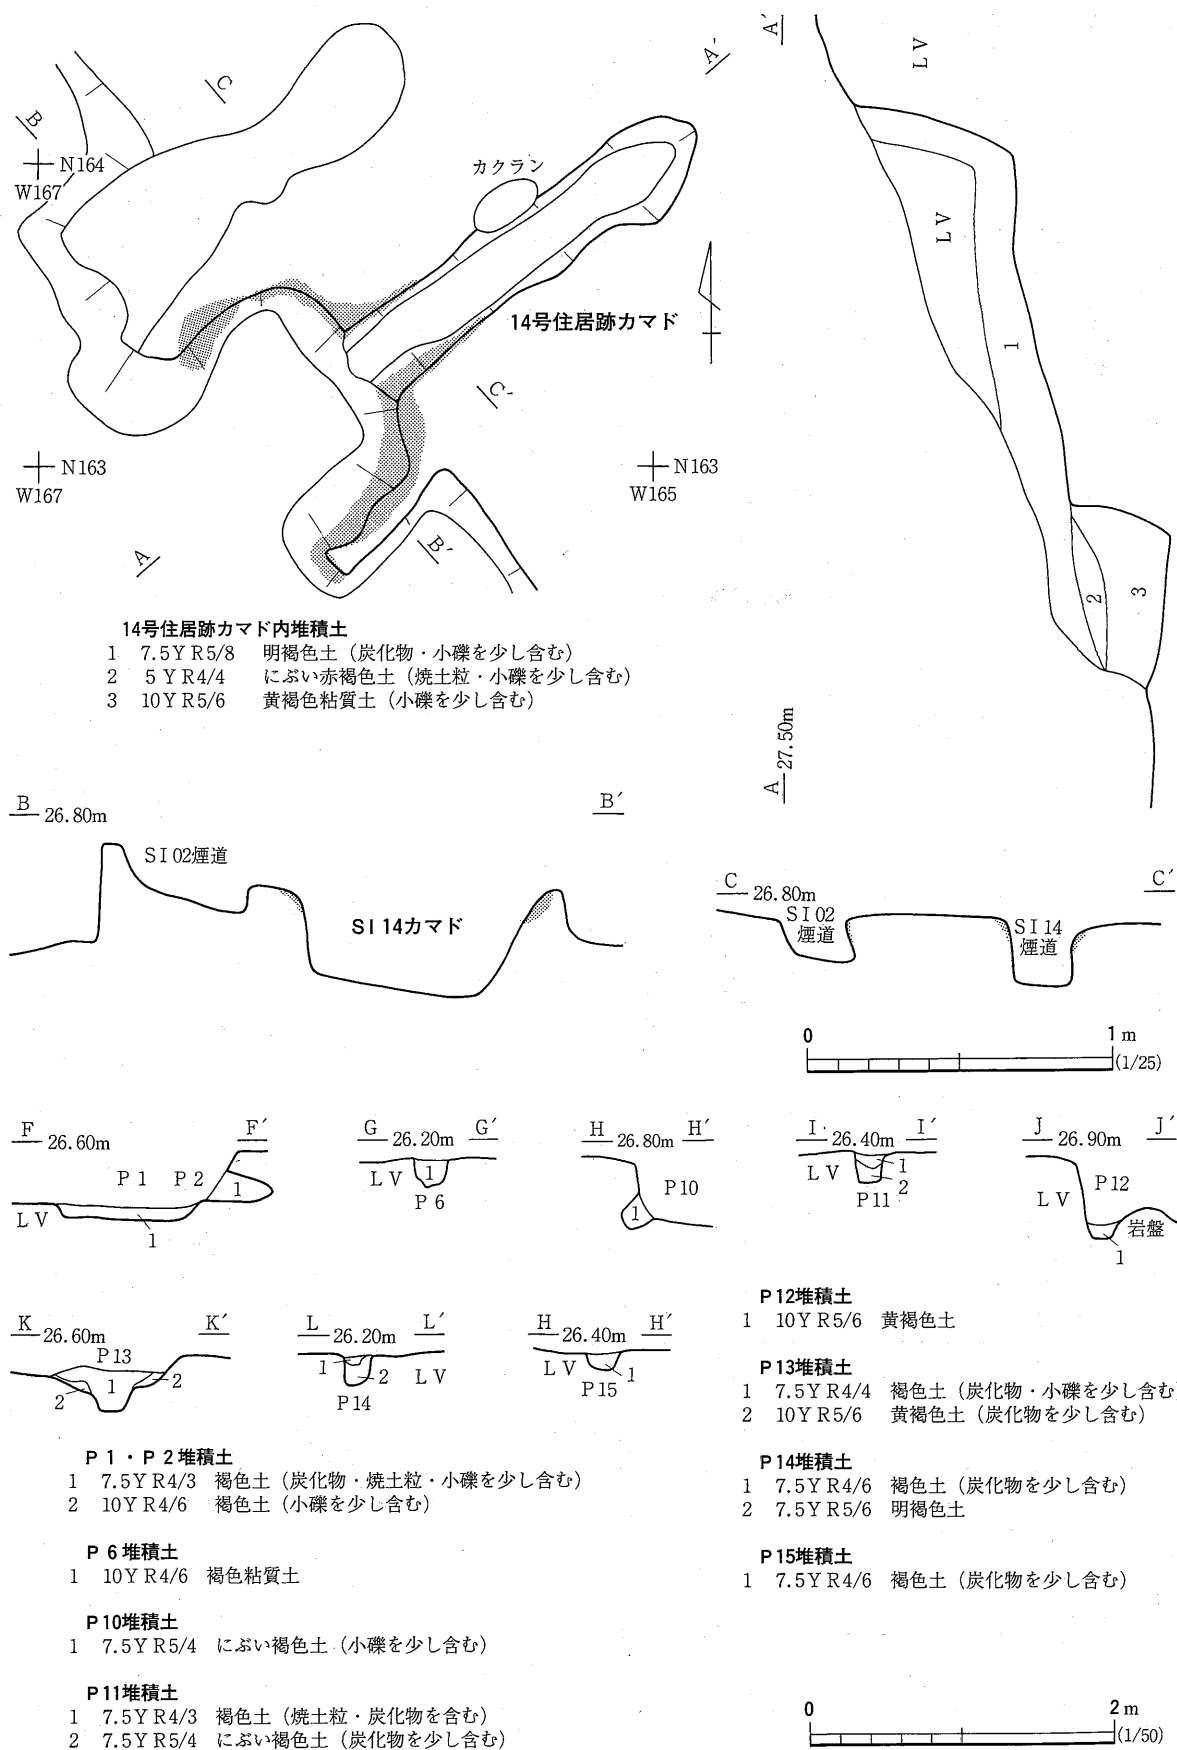 A'
LV
C
A'
B
N164
W167
カクラン
LV
14号住居跡カマド
1
C'
N163
W167
N163
W165
A
B'
2
3
14号住居跡カマド内堆積土
1 7.5YR5/8 明褐色土（炭化物・小礫を少し含む）
2 5YR4/4 にぶい赤褐色土（焼土粒・小礫を少し含む）
3 10YR5/6 黄褐色粘質土（小礫を少し含む）
A 27.50m
B 26.80m B'
SI02煙道
SI14カマド
C 26.80m C'
SI02
煙道
SI14
煙道
0 1m
(1/25)
F 26.60m F'
P1 P2
1
LV
1
G 26.20m G'
LV 1
P6
H 26.80m H'
P10
1
I 26.40m I'
LV
1
2
P11
J 26.90m J'
LV
P12
岩盤
1
K 26.60m K'
P13
1
2
2
L 26.20m L'
1
2
LV
P14
H 26.40m H'
LV
1
P15
P12堆積土
1 10YR5/6 黄褐色土
P13堆積土
1 7.5YR4/4 褐色土（炭化物・小礫を少し含む
2 10YR5/6 黄褐色土（炭化物を少し含む）
P14堆積土
1 7.5YR4/6 褐色土（炭化物を少し含む）
2 7.5YR5/6 明褐色土
P15堆積土
1 7.5YR4/6 褐色土（炭化物を少し含む）
P1・P2堆積土
1 7.5YR4/3 褐色土（炭化物・焼土粒・小礫を少し含む）
2 10YR4/6 褐色土（小礫を少し含む）
P6堆積土
1 10YR4/6 褐色粘質土
P10堆積土
1 7.5YR5/4 にぶい褐色土（小礫を少し含む）
P11堆積土
1 7.5YR4/3 褐色土（焼土粒・炭化物を含む）
2 7.5YR5/4 にぶい褐色土（炭化物を少し含む）
0 2m
(1/50)